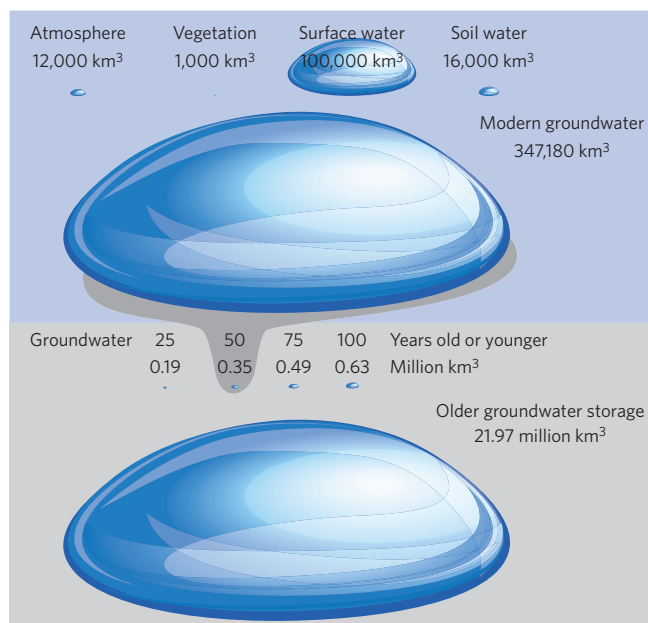 Atmosphere
12,000 km³
Vegetation
1,000 km³
Surface water
100,000 km³
Soil water
16,000 km³
Modern groundwater
347,180 km³
Groundwater 25 50 75 100 Years old or younger
0.19 0.35 0.49 0.63 Million km³
Older groundwater storage
21.97 million km³